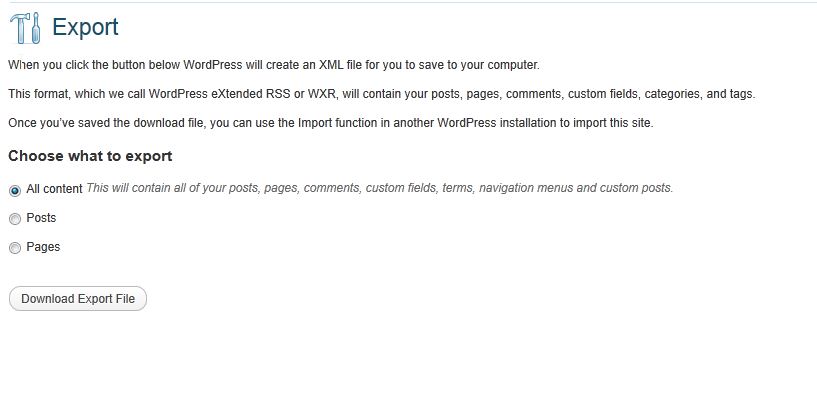 Export
When you click the button below WordPress will create an XML file for you to save to your computer.
This format, which we call WordPress eXtended RSS or WXR, will contain your posts, pages, comments, custom fields, categories, and tags.
Once you've saved the download file, you can use the Import function in another WordPress installation to import this site.
Choose what to export
All content This will contain all of your posts, pages, comments, custom fields, terms, navigation menus and custom posts.
Posts
Pages
Download Export File